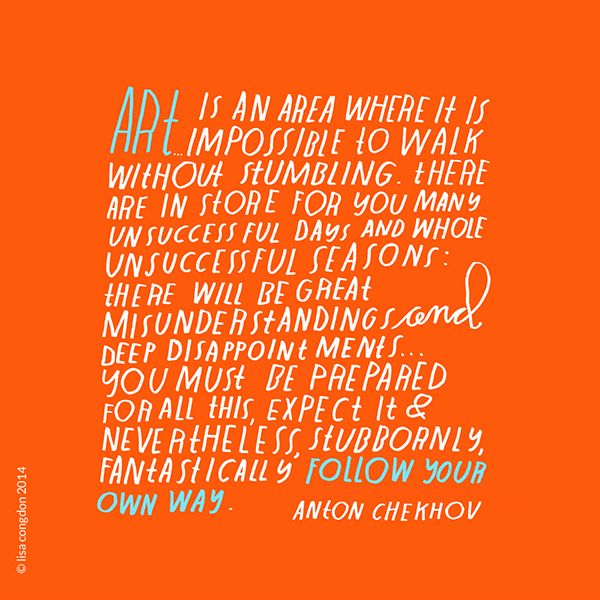 ART... IS AN AREA WHERE IT IS
IMPOSSIBLE TO WALK
WITHOUT STUMBLING. THERE
ARE IN STORE FOR YOU MANY
UNSUCCESSFUL DAYS AND WHOLE
UNSUCCESSFUL SEASONS:
THERE WILL BE GREAT
MISUNDERSTANDINGS and
DEEP DISAPPOINTMENTS...
YOU MUST BE PREPARED
FOR ALL THIS, EXPECT IT &
NEVERTHELESS, STUBBORNLY,
FANTASTICALLY FOLLOW YOUR
OWN WAY.
ANTON CHEKHOV
© lisa congdon 2014